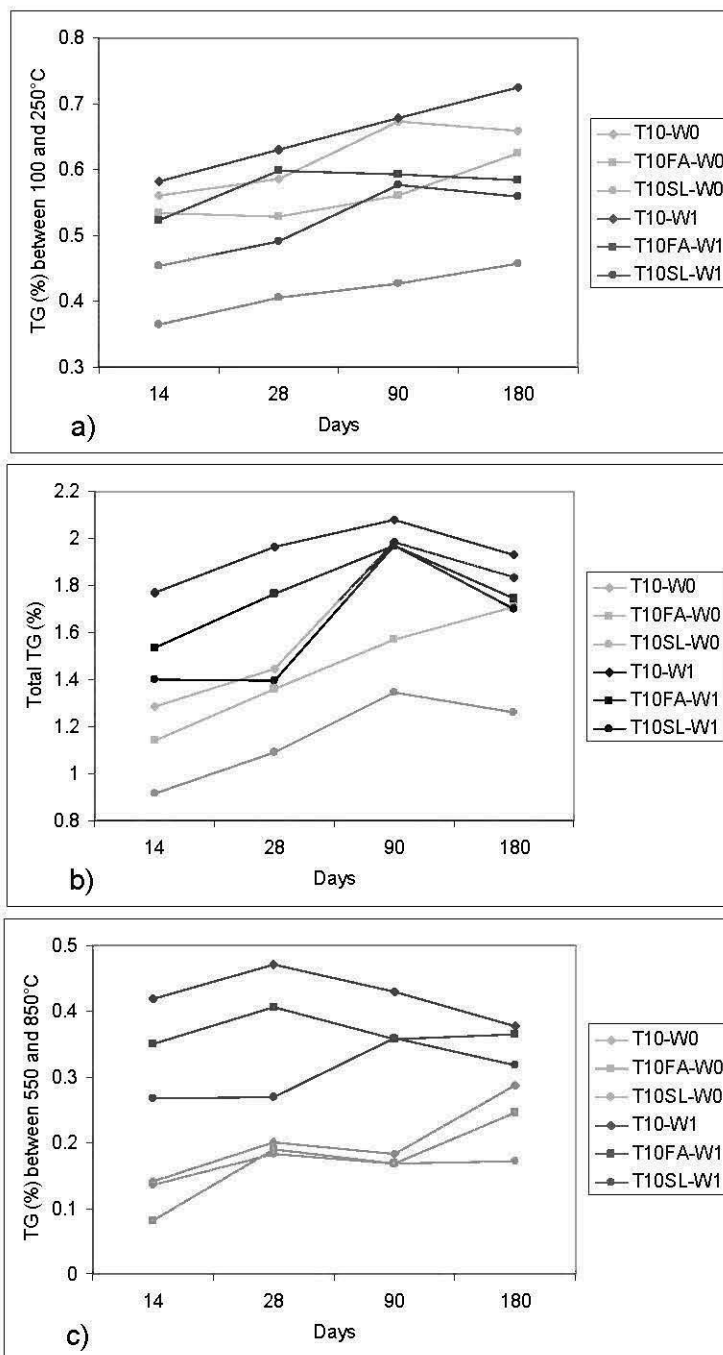 TG (%) between 100 and 250°C
0.8
0.7
0.6
0.5
0.4
0.3
14 28 90 180
Days
a)
T10-W0
T10FA-W0
T10SL-W0
T10-W1
T10FA-W1
T10SL-W1
Total TG (%)
2.2
2
1.8
1.6
1.4
1.2
1
0.8
14 28 90 180
Days
b)
T10-W0
T10FA-W0
T10SL-W0
T10-W1
T10FA-W1
T10SL-W1
TG (%) between 550 and 850°C
0.5
0.4
0.3
0.2
0.1
0
14 28 90 180
Days
c)
T10-W0
T10FA-W0
T10SL-W0
T10-W1
T10FA-W1
T10SL-W1